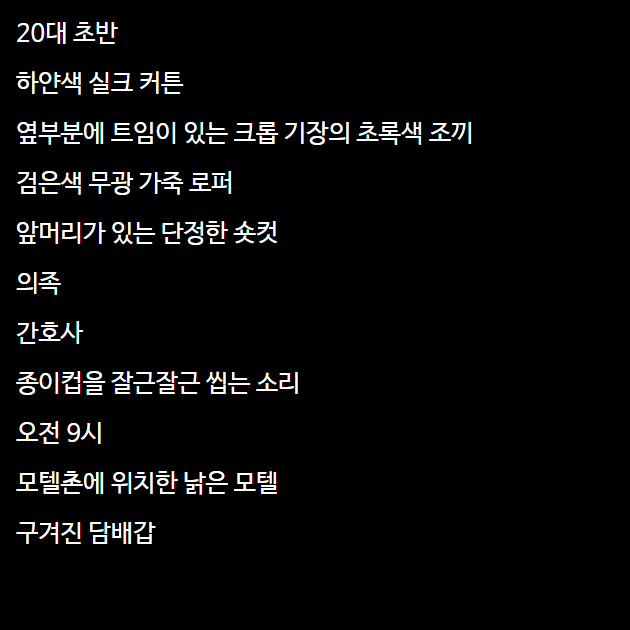 20대 초반
하얀색 실크 커튼
옆부분에 트임이 있는 크롭 기장의 초록색 조끼
검은색 무광 가죽 로퍼
앞머리가 있는 단정한 숏컷
의족
간호사
종이컵을 잘근잘근 씹는 소리
오전 9시
모텔촌에 위치한 낡은 모텔
구겨진 담배갑